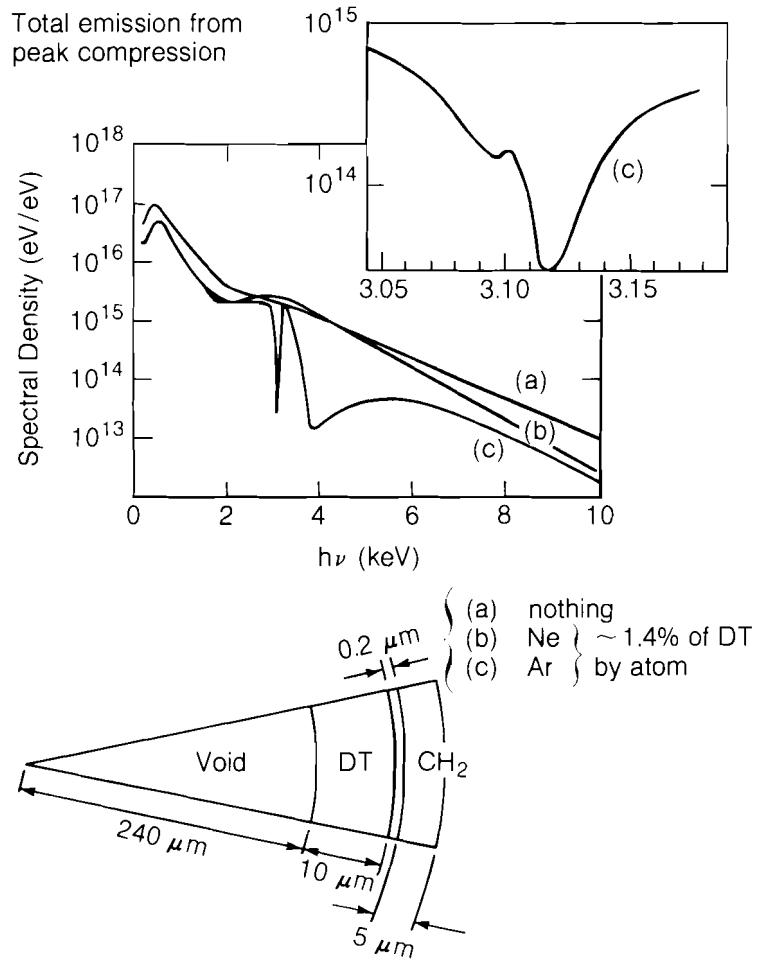 Total emission from
peak compression
10^15
10^14
(c)
3.05 3.10 3.15
10^18
10^17
10^16
10^15
10^14
10^13
Spectral Density (eV/eV)
(a)
(b)
(c)
0 2 4 6 8 10
hν (keV)
(a) nothing
(b) Ne } ~ 1.4% of DT
(c) Ar } by atom
0.2 μm
Void DT CH₂
240 μm
10 μm
5 μm